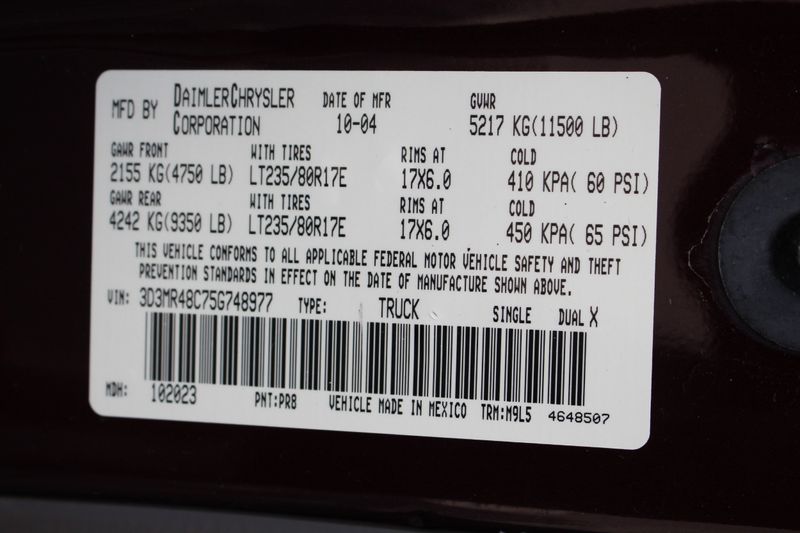 MFD BY DAIMLERCHRYSLER CORPORATION DATE OF MFR 10-04 GVWR 5217 KG(11500 LB)
GAWR FRONT WITH TIRES RIMS AT COLD
2155 KG(4750 LB) LT235/80R17E 17X6.0 410 KPA( 60 PSI)
GAWR REAR WITH TIRES RIMS AT COLD
4242 KG(9350 LB) LT235/80R17E 17X6.0 450 KPA( 65 PSI)
THIS VEHICLE CONFORMS TO ALL APPLICABLE FEDERAL MOTOR VEHICLE SAFETY AND THEFT
PREVENTION STANDARDS IN EFFECT ON THE DATE OF MANUFACTURE SHOWN ABOVE.
VIN: 3D3MR48C75G748977 TYPE: TRUCK SINGLE DUAL X
MDH: 102023 PNT:PR8 VEHICLE MADE IN MEXICO TRM:M9L5 4648507